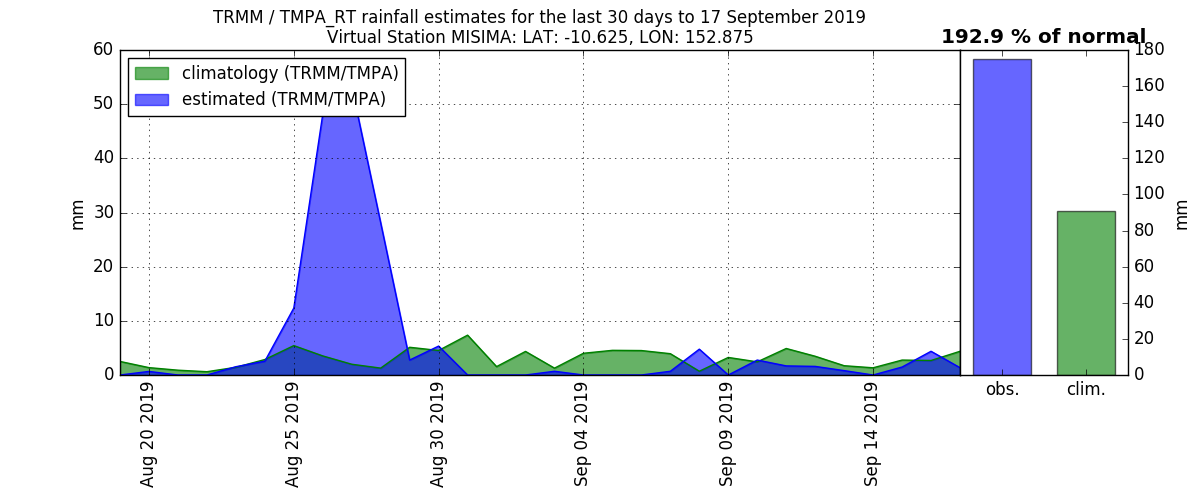 TRMM / TMPA_RT rainfall estimates for the last 30 days to 17 September 2019
Virtual Station MISIMA: LAT: -10.625, LON: 152.875
192.9 % of normal
climatology (TRMM/TMPA)
estimated (TRMM/TMPA)
60
50
40
30
20
10
0
mm
Aug 20 2019
Aug 25 2019
Aug 30 2019
Sep 04 2019
Sep 09 2019
Sep 14 2019
180
160
140
120
100
80
60
40
20
0
mm
obs.
clim.